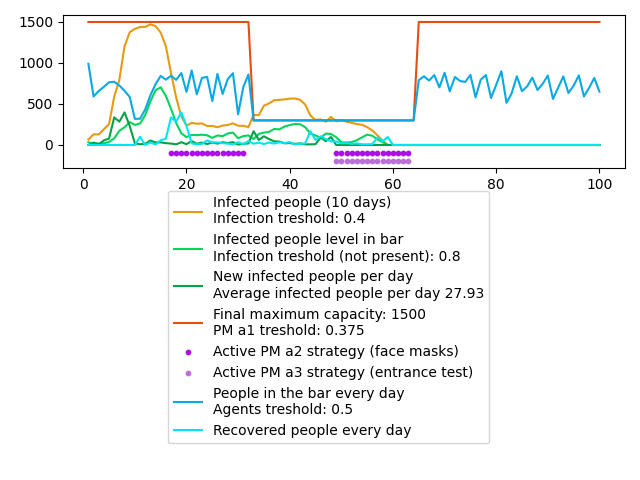 1500
1000
500
0
0 20 40 60 80 100
Infected people (10 days)
Infection treshold: 0.4
Infected people level in bar
Infection treshold (not present): 0.8
New infected people per day
Average infected people per day 27.93
Final maximum capacity: 1500
PM a1 treshold: 0.375
Active PM a2 strategy (face masks)
Active PM a3 strategy (entrance test)
People in the bar every day
Agents treshold: 0.5
Recovered people every day